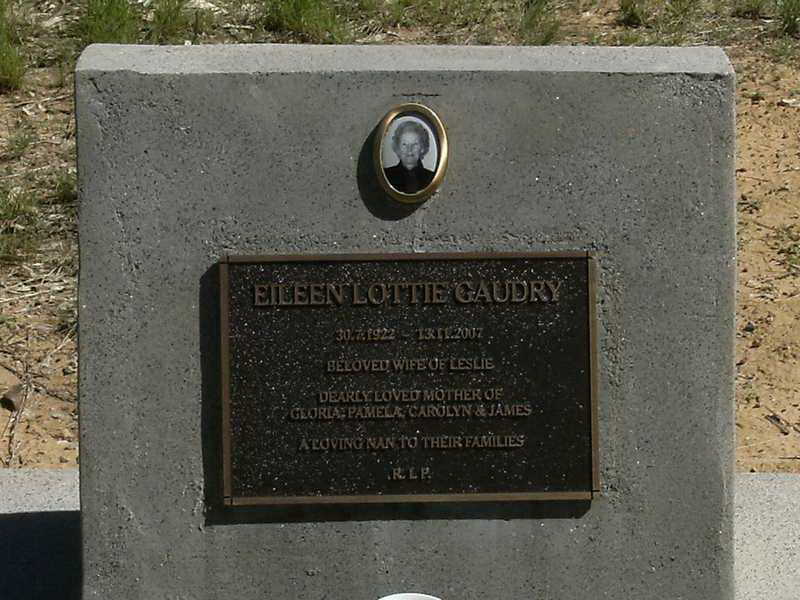 EILEEN LOTTIE GAUDRY
30.7.1922 - 13.11.2007
BELOVED WIFE OF LESLIE
DEARLY LOVED MOTHER OF
GLORIA, PAMELA, CAROLYN & JAMES
A LOVING NAN TO THEIR FAMILIES
R. I. P.